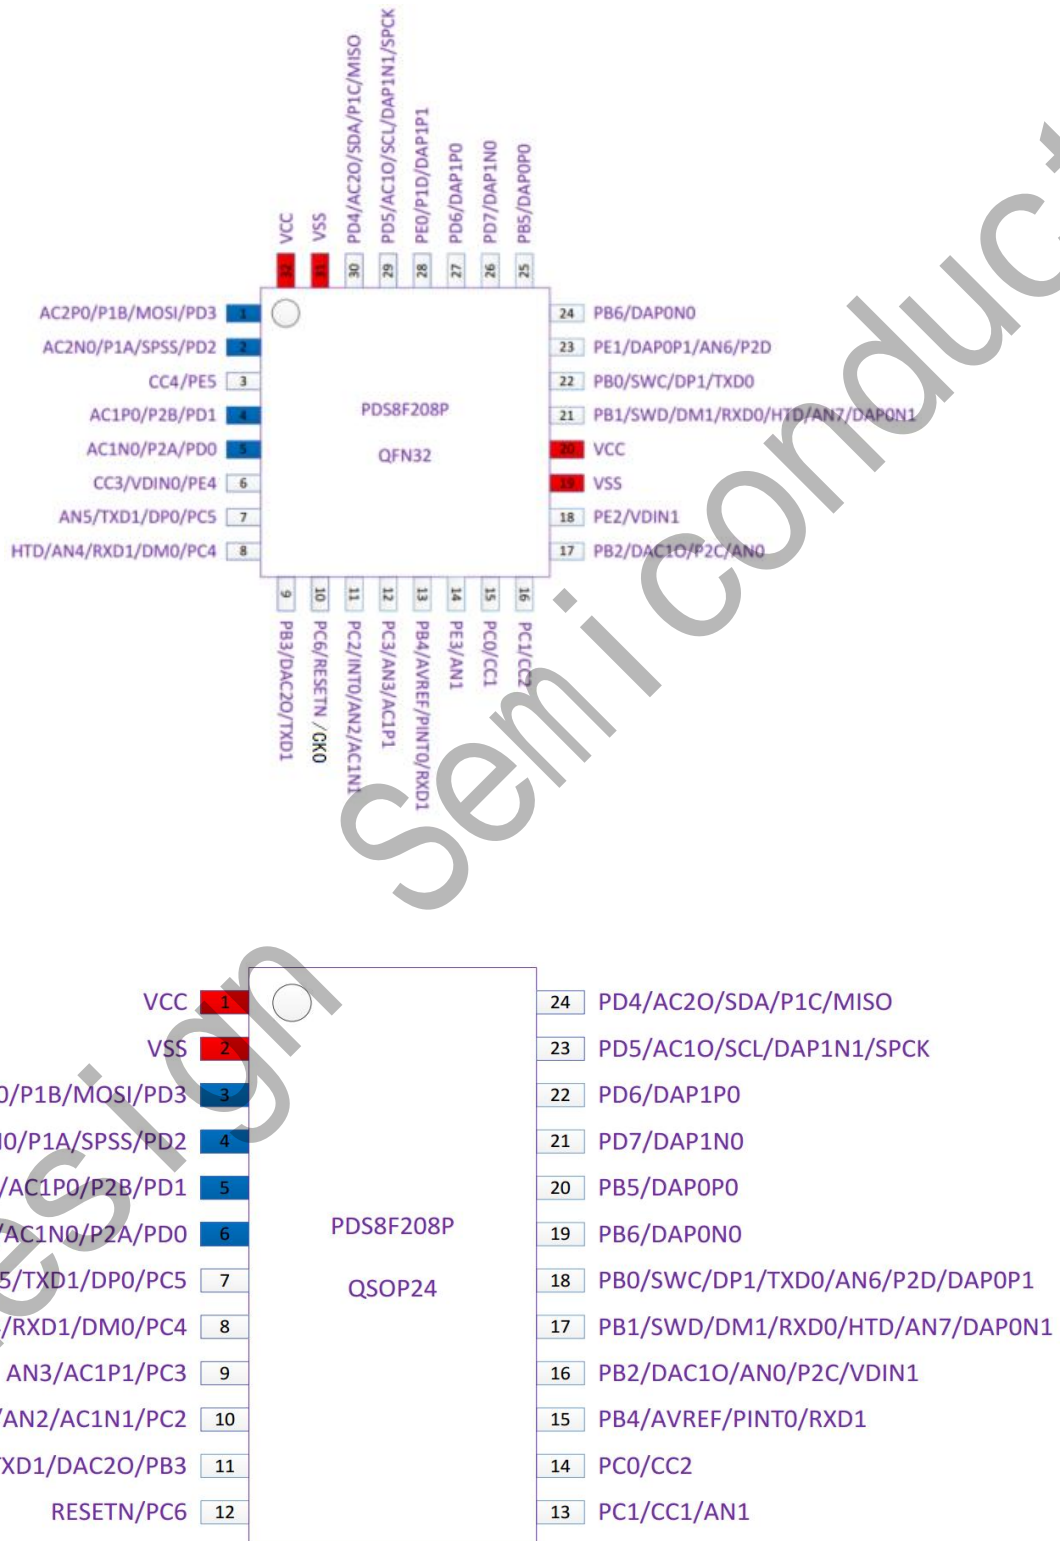 PD4/AC2O/SDA/P1C/MISO
PD5/AC1O/SCL/DAP1N1/SPCK
PE0/P1D/DAP1P1
PD6/DAP1P0
PD7/DAP1N0
PB5/DAP0P0
VCC
VSS
32
31
30
29
28
27
26
25
AC2P0/P1B/MOSI/PD3 1
AC2N0/P1A/SPSS/PD2 2
CC4/PE5 3
AC1P0/P2B/PD1 4
AC1N0/P2A/PD0 5
CC3/VDIN0/PE4 6
AN5/TXD1/DP0/PC5 7
HTD/AN4/RXD1/DM0/PC4 8
PDS8F208P
QFN32
24 PB6/DAP0N0
23 PE1/DAP0P1/AN6/P2D
22 PB0/SWC/DP1/TXD0
21 PB1/SWD/DM1/RXD0/HTD/AN7/DAP0N1
20 VCC
19 VSS
18 PE2/VDIN1
17 PB2/DAC1O/P2C/AN0
9
10
11
12
13
14
15
16
PB3/DAC2O/TXD1
PC6/RESETN /CKO
PC2/INT0/AN2/AC1N1
PC3/AN3/AC1P1
PB4/AVREF/PINT0/RXD1
PE3/AN1
PC0/CC1
PC1/CC2
VCC 1
VSS 2
0/P1B/MOSI/PD3 3
0/P1A/SPSS/PD2 4
/AC1P0/P2B/PD1 5
/AC1N0/P2A/PD0 6
5/TXD1/DP0/PC5 7
/RXD1/DM0/PC4 8
AN3/AC1P1/PC3 9
/AN2/AC1N1/PC2 10
XD1/DAC2O/PB3 11
RESETN/PC6 12
PDS8F208P
QSOP24
24 PD4/AC2O/SDA/P1C/MISO
23 PD5/AC1O/SCL/DAP1N1/SPCK
22 PD6/DAP1P0
21 PD7/DAP1N0
20 PB5/DAP0P0
19 PB6/DAP0N0
18 PB0/SWC/DP1/TXD0/AN6/P2D/DAP0P1
17 PB1/SWD/DM1/RXD0/HTD/AN7/DAP0N1
16 PB2/DAC1O/AN0/P2C/VDIN1
15 PB4/AVREF/PINT0/RXD1
14 PC0/CC2
13 PC1/CC1/AN1
esign Semiconduct